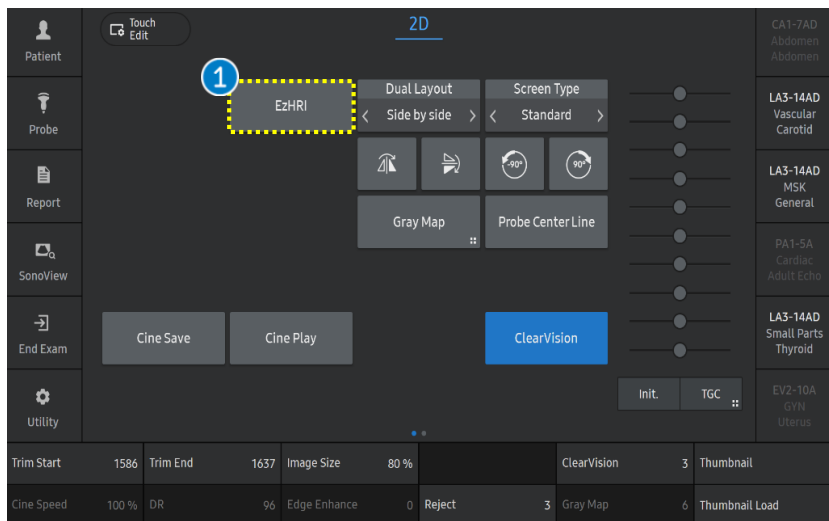 Patient
Touch
Edit
2D
CA1-7AD
Abdomen
Abdomen
1
EzHRI
Dual Layout
Side by side
Screen Type
Standard
Probe
LA3-14AD
Vascular
Carotid
-90°
90°
Report
LA3-14AD
MSK
General
Gray Map
Probe Center Line
SonoView
PA1-5A
Cardiac
Adult Echo
End Exam
Cine Save
Cine Play
ClearVision
LA3-14AD
Small Parts
Thyroid
Utility
Init.
TGC
EV2-10A
GYN
Uterus
Trim Start 1586 Trim End 1637 Image Size 80 % ClearVision 3 Thumbnail
Cine Speed 100 % DR 96 Edge Enhance 0 Reject 3 Gray Map 6 Thumbnail Load